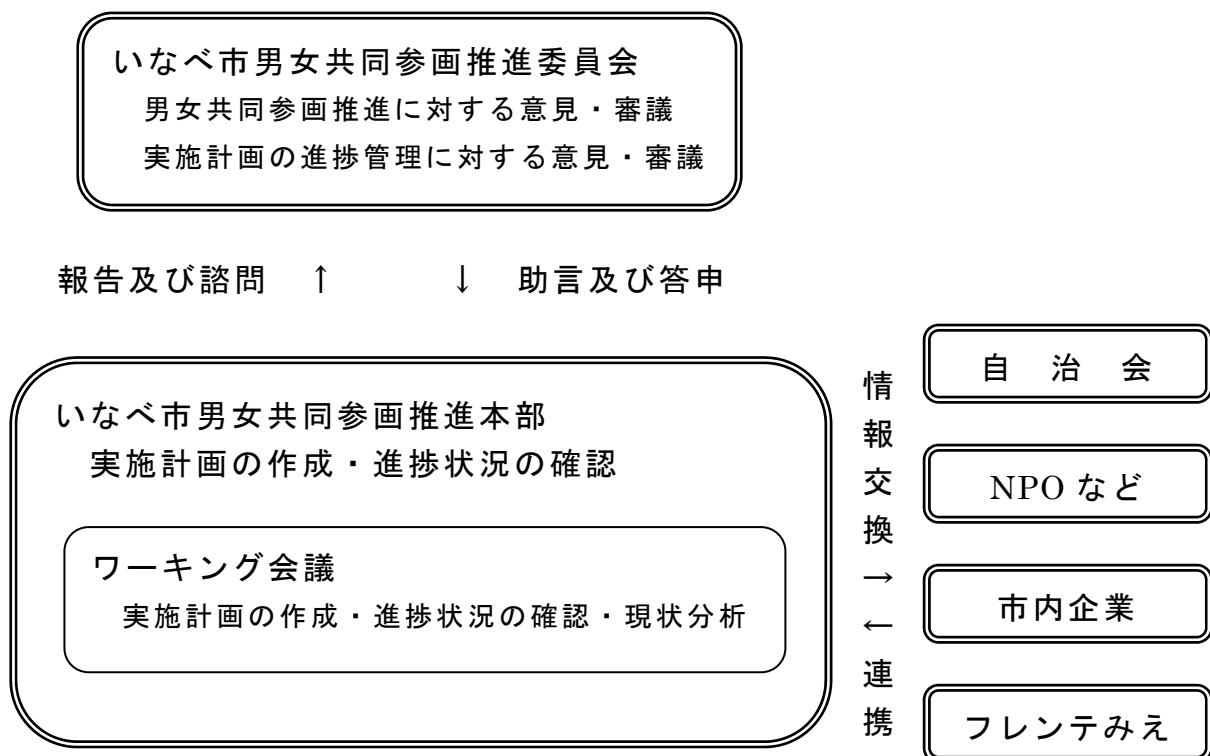 いなべ市男女共同参画推進委員会
男女共同参画推進に対する意見・審議
実施計画の進捗管理に対する意見・審議
報告及び諮問 ↑ ↓ 助言及び答申
いなべ市男女共同参画推進本部
実施計画の作成・進捗状況の確認
ワーキング会議
実施計画の作成・進捗状況の確認・現状分析
情報交換→←連携
自 治 会
NPO など
市内企業
フレンテみえ